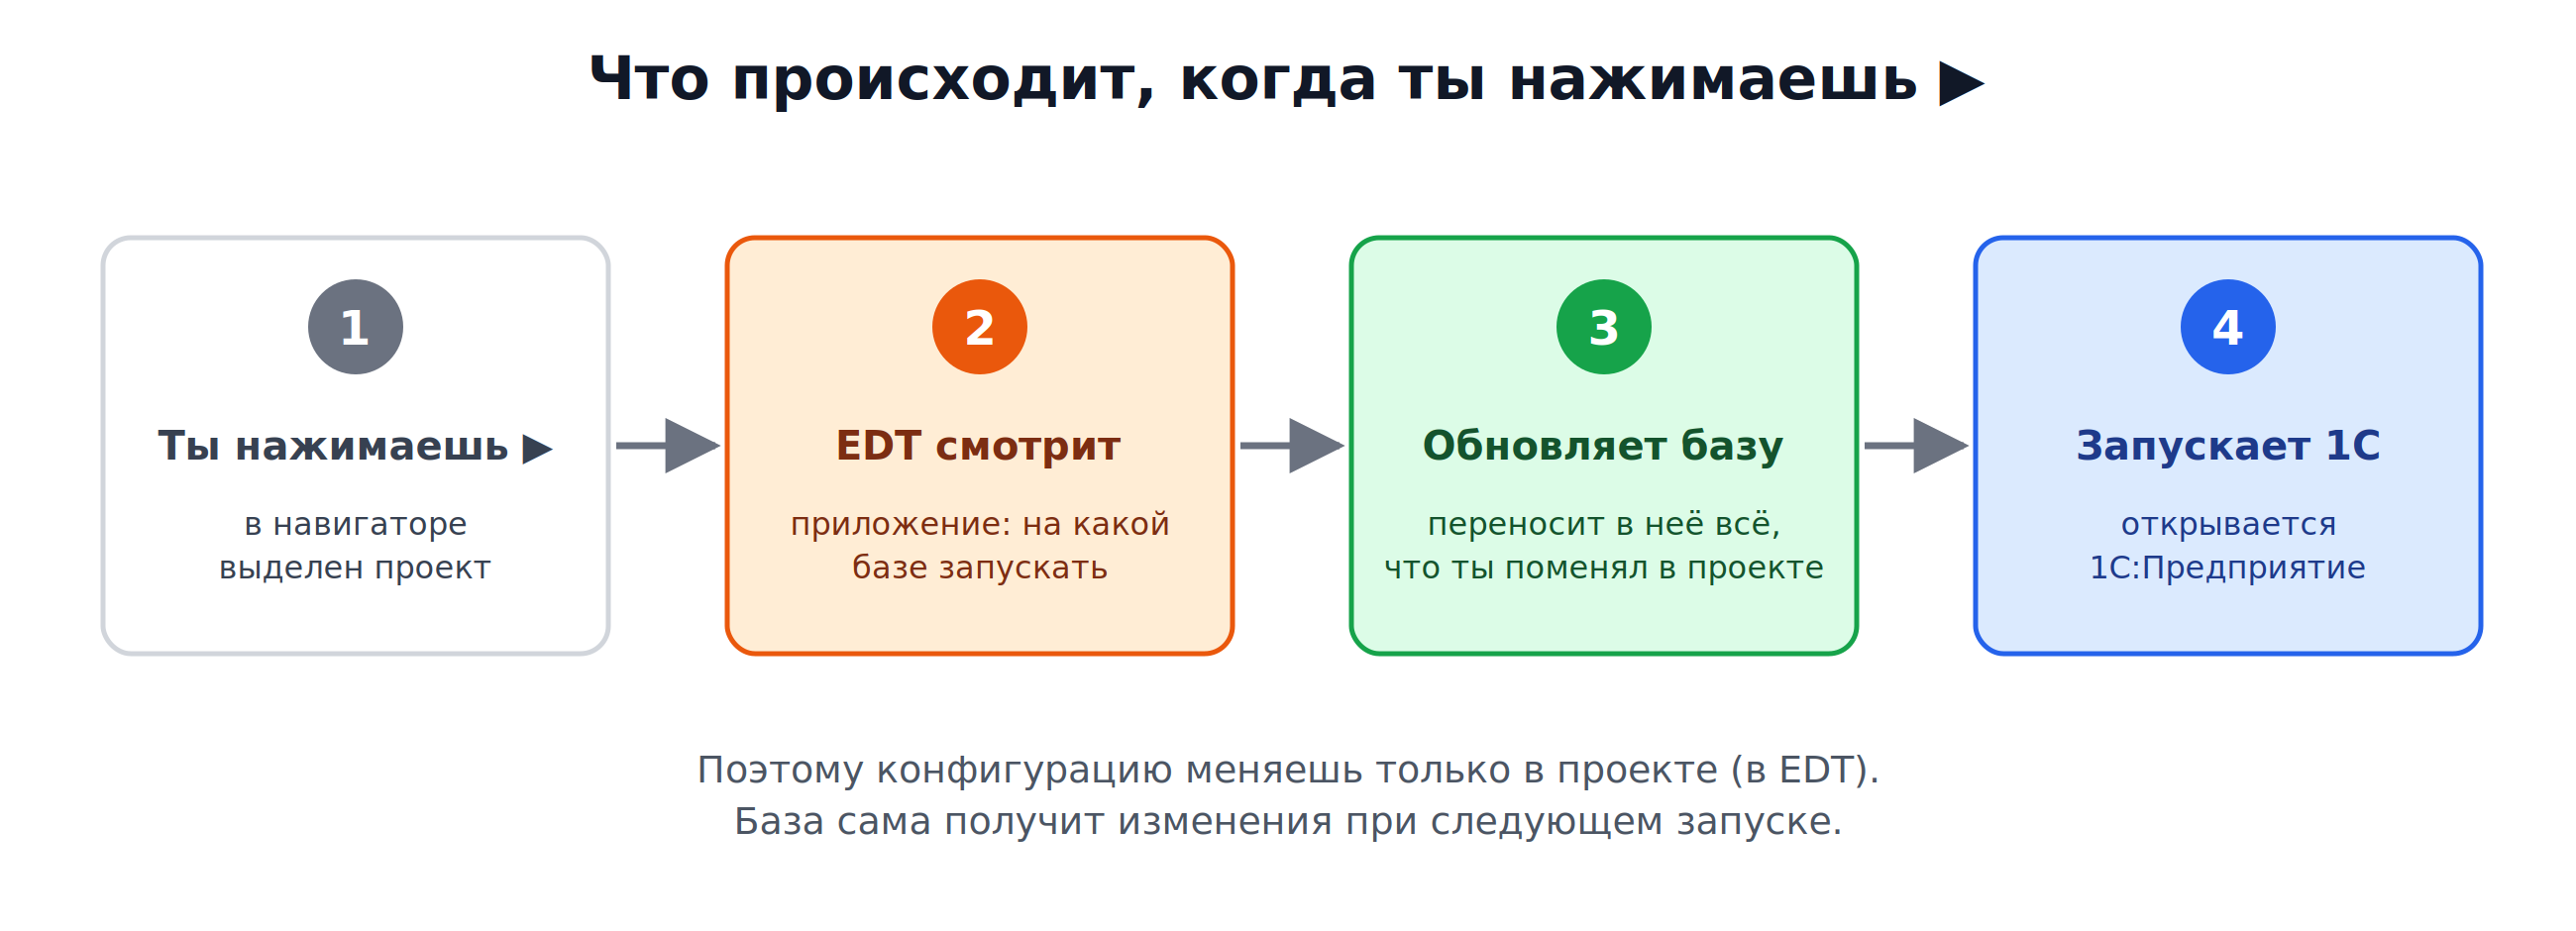 Что происходит, когда ты нажимаешь ▶
1
Ты нажимаешь ▶
в навигаторе
выделен проект
2
EDT смотрит
приложение: на какой
базе запускать
3
Обновляет базу
переносит в неё всё,
что ты поменял в проекте
4
Запускает 1С
открывается
1С:Предприятие
Поэтому конфигурацию меняешь только в проекте (в EDT).
База сама получит изменения при следующем запуске.